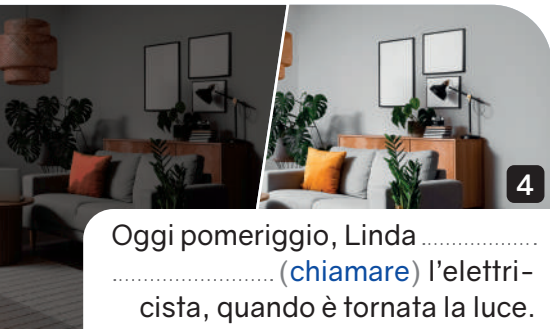 4
Oggi pomeriggio, Linda ...................
........................... (chiamare) l'elettri-
cista, quando è tornata la luce.